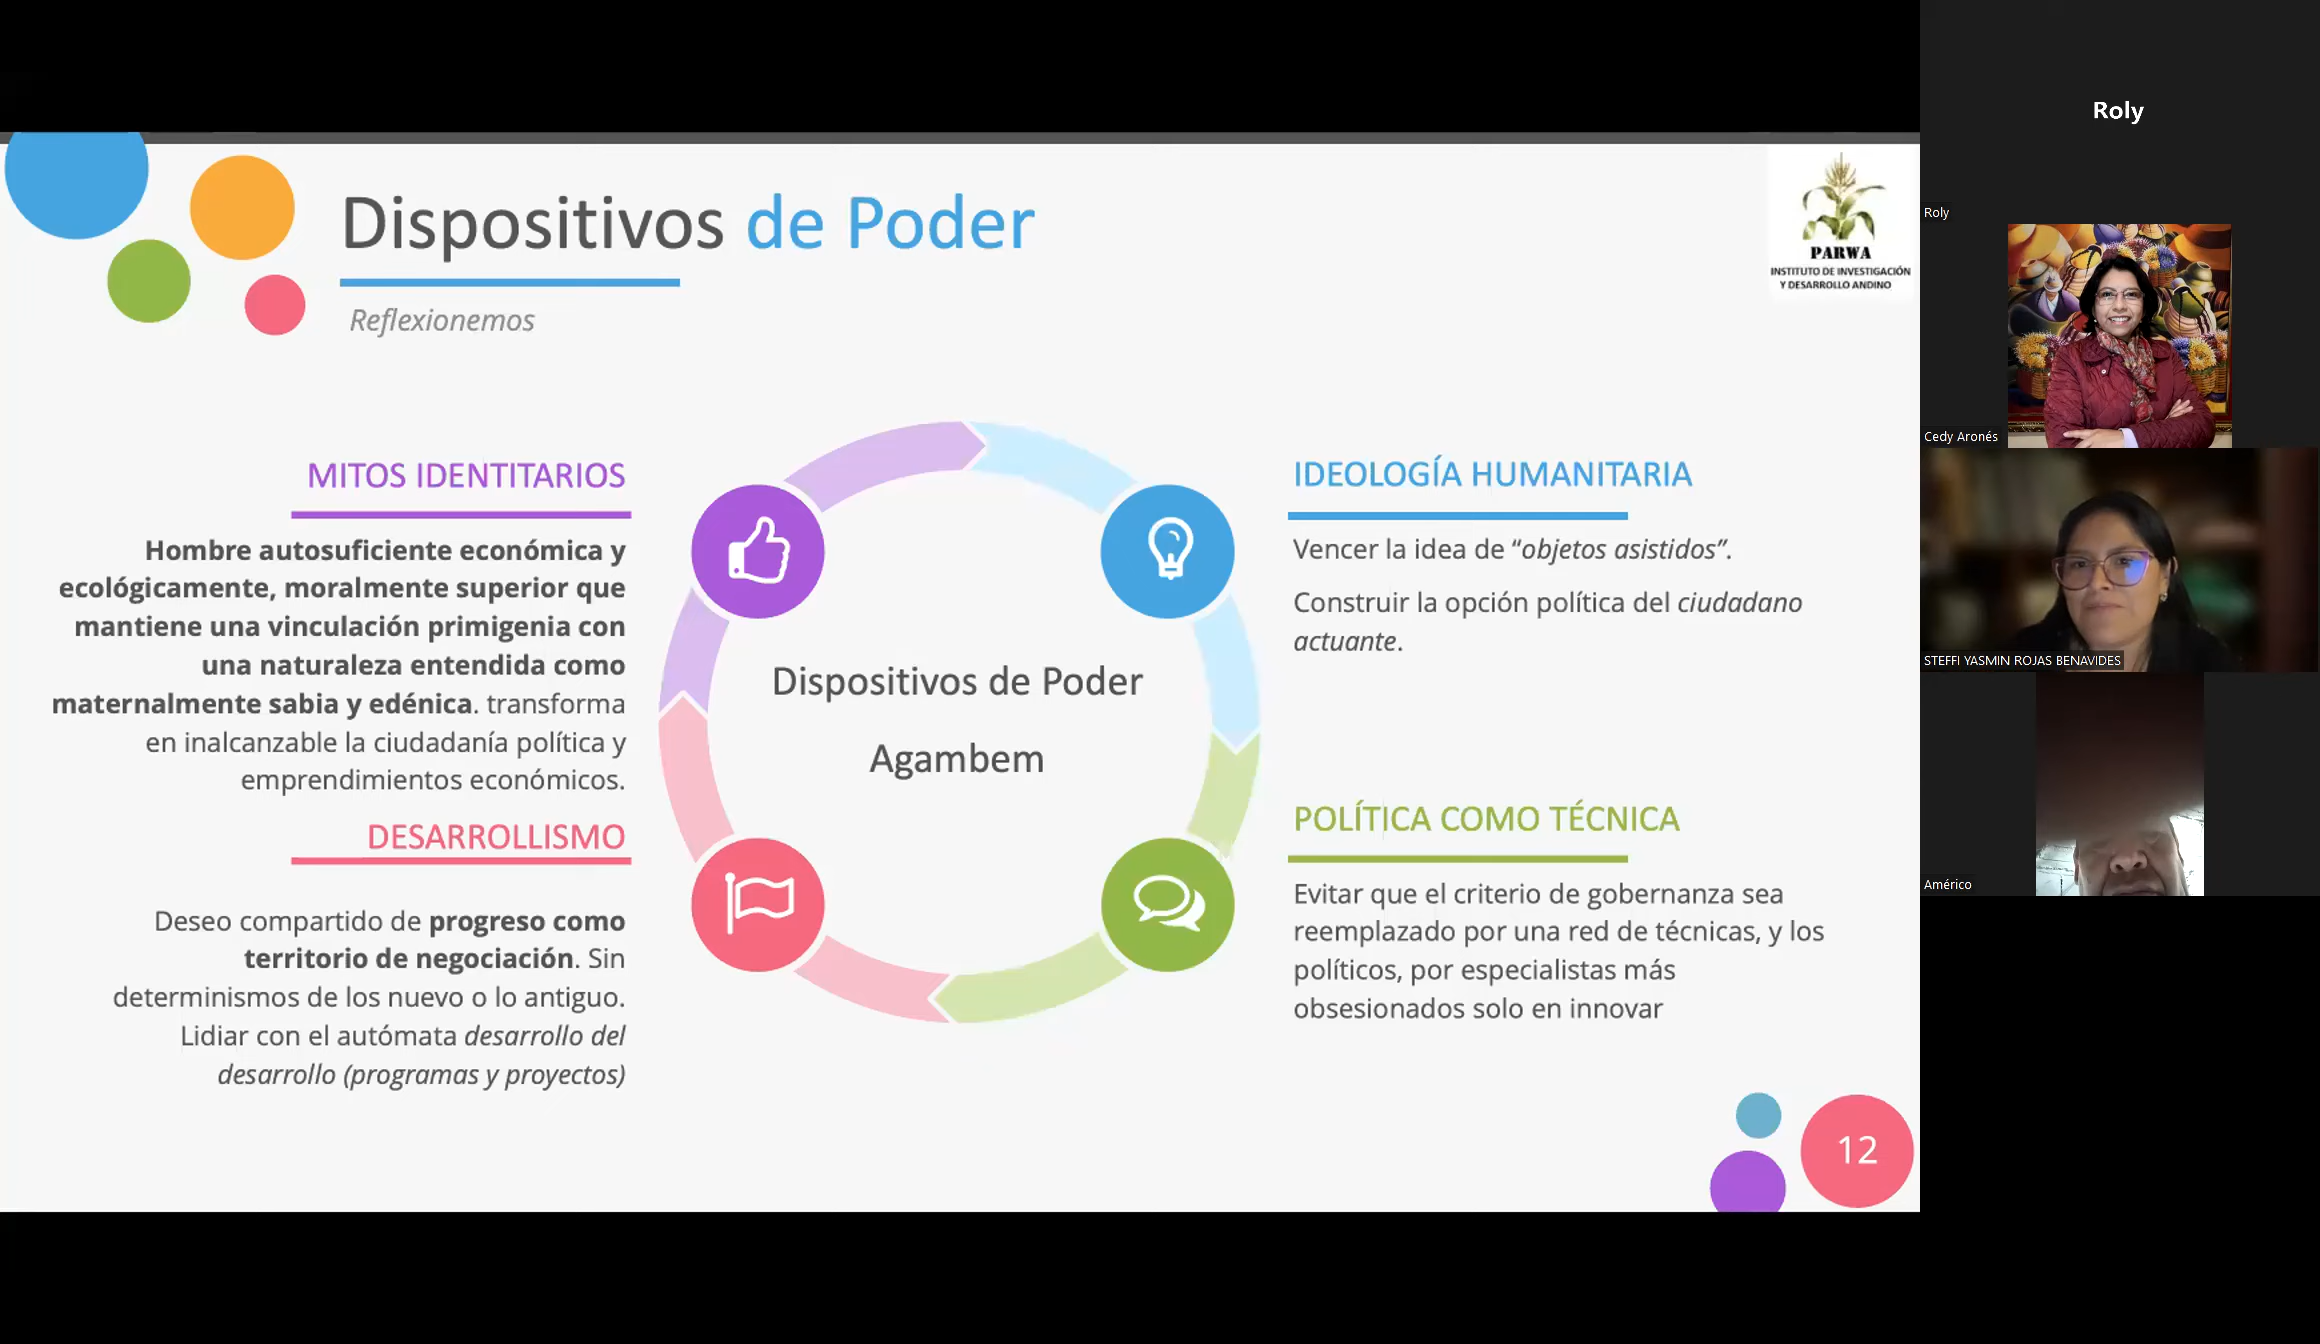 Dispositivos de Poder
Reflexionemos
PARWA
INSTITUTO DE INVESTIGACIÓN
Y DESARROLLO ANDINO
MITOS IDENTITARIOS
Hombre autosuficiente económica y
ecológicamente, moralmente superior que
mantiene una vinculación primigenia con
una naturaleza entendida como
maternalmente sabia y edénica. transforma
en inalcanzable la ciudadanía política y
emprendimientos económicos.
DESARROLLISMO
Deseo compartido de progreso como
territorio de negociación. Sin
determinismos de los nuevo o lo antiguo.
Lidiar con el autómata desarrollo del
desarrollo (programas y proyectos)
Dispositivos de Poder
Agambem
IDEOLOGÍA HUMANITARIA
Vencer la idea de “objetos asistidos”.
Construir la opción política del ciudadano
actuante.
POLÍTICA COMO TÉCNICA
Evitar que el criterio de gobernanza sea
reemplazado por una red de técnicas, y los
políticos, por especialistas más
obsesionados solo en innovar
12
Roly
Roly
Cedy Aronés
STEFFI YASMIN ROJAS BENAVIDES
Américo